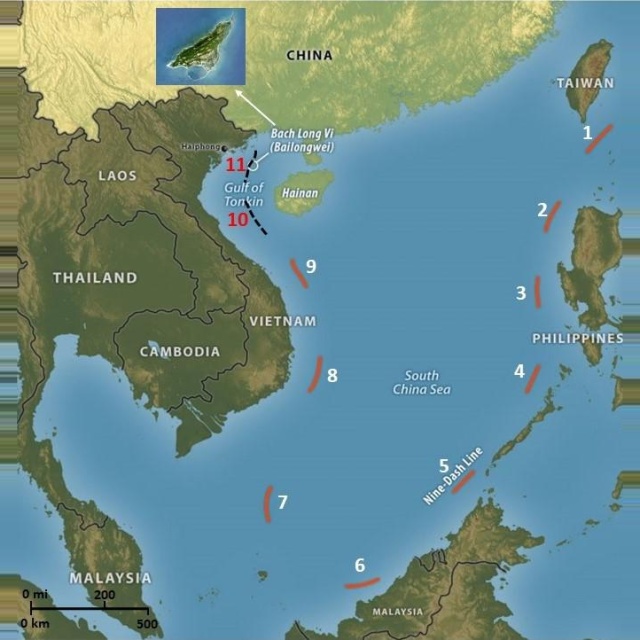 CHINA
TAIWAN
1
Bach Long Vi
(Bailongwei)
Haiphong
11
LAOS
Gulf of
Tonkin
Hainan
10
2
9
THAILAND
3
VIETNAM
PHILIPPINES
CAMBODIA
8
South
China Sea
4
5
Nine-Dash Line
7
6
MALAYSIA
0 mi 200
0 km 500
MALAYSIA